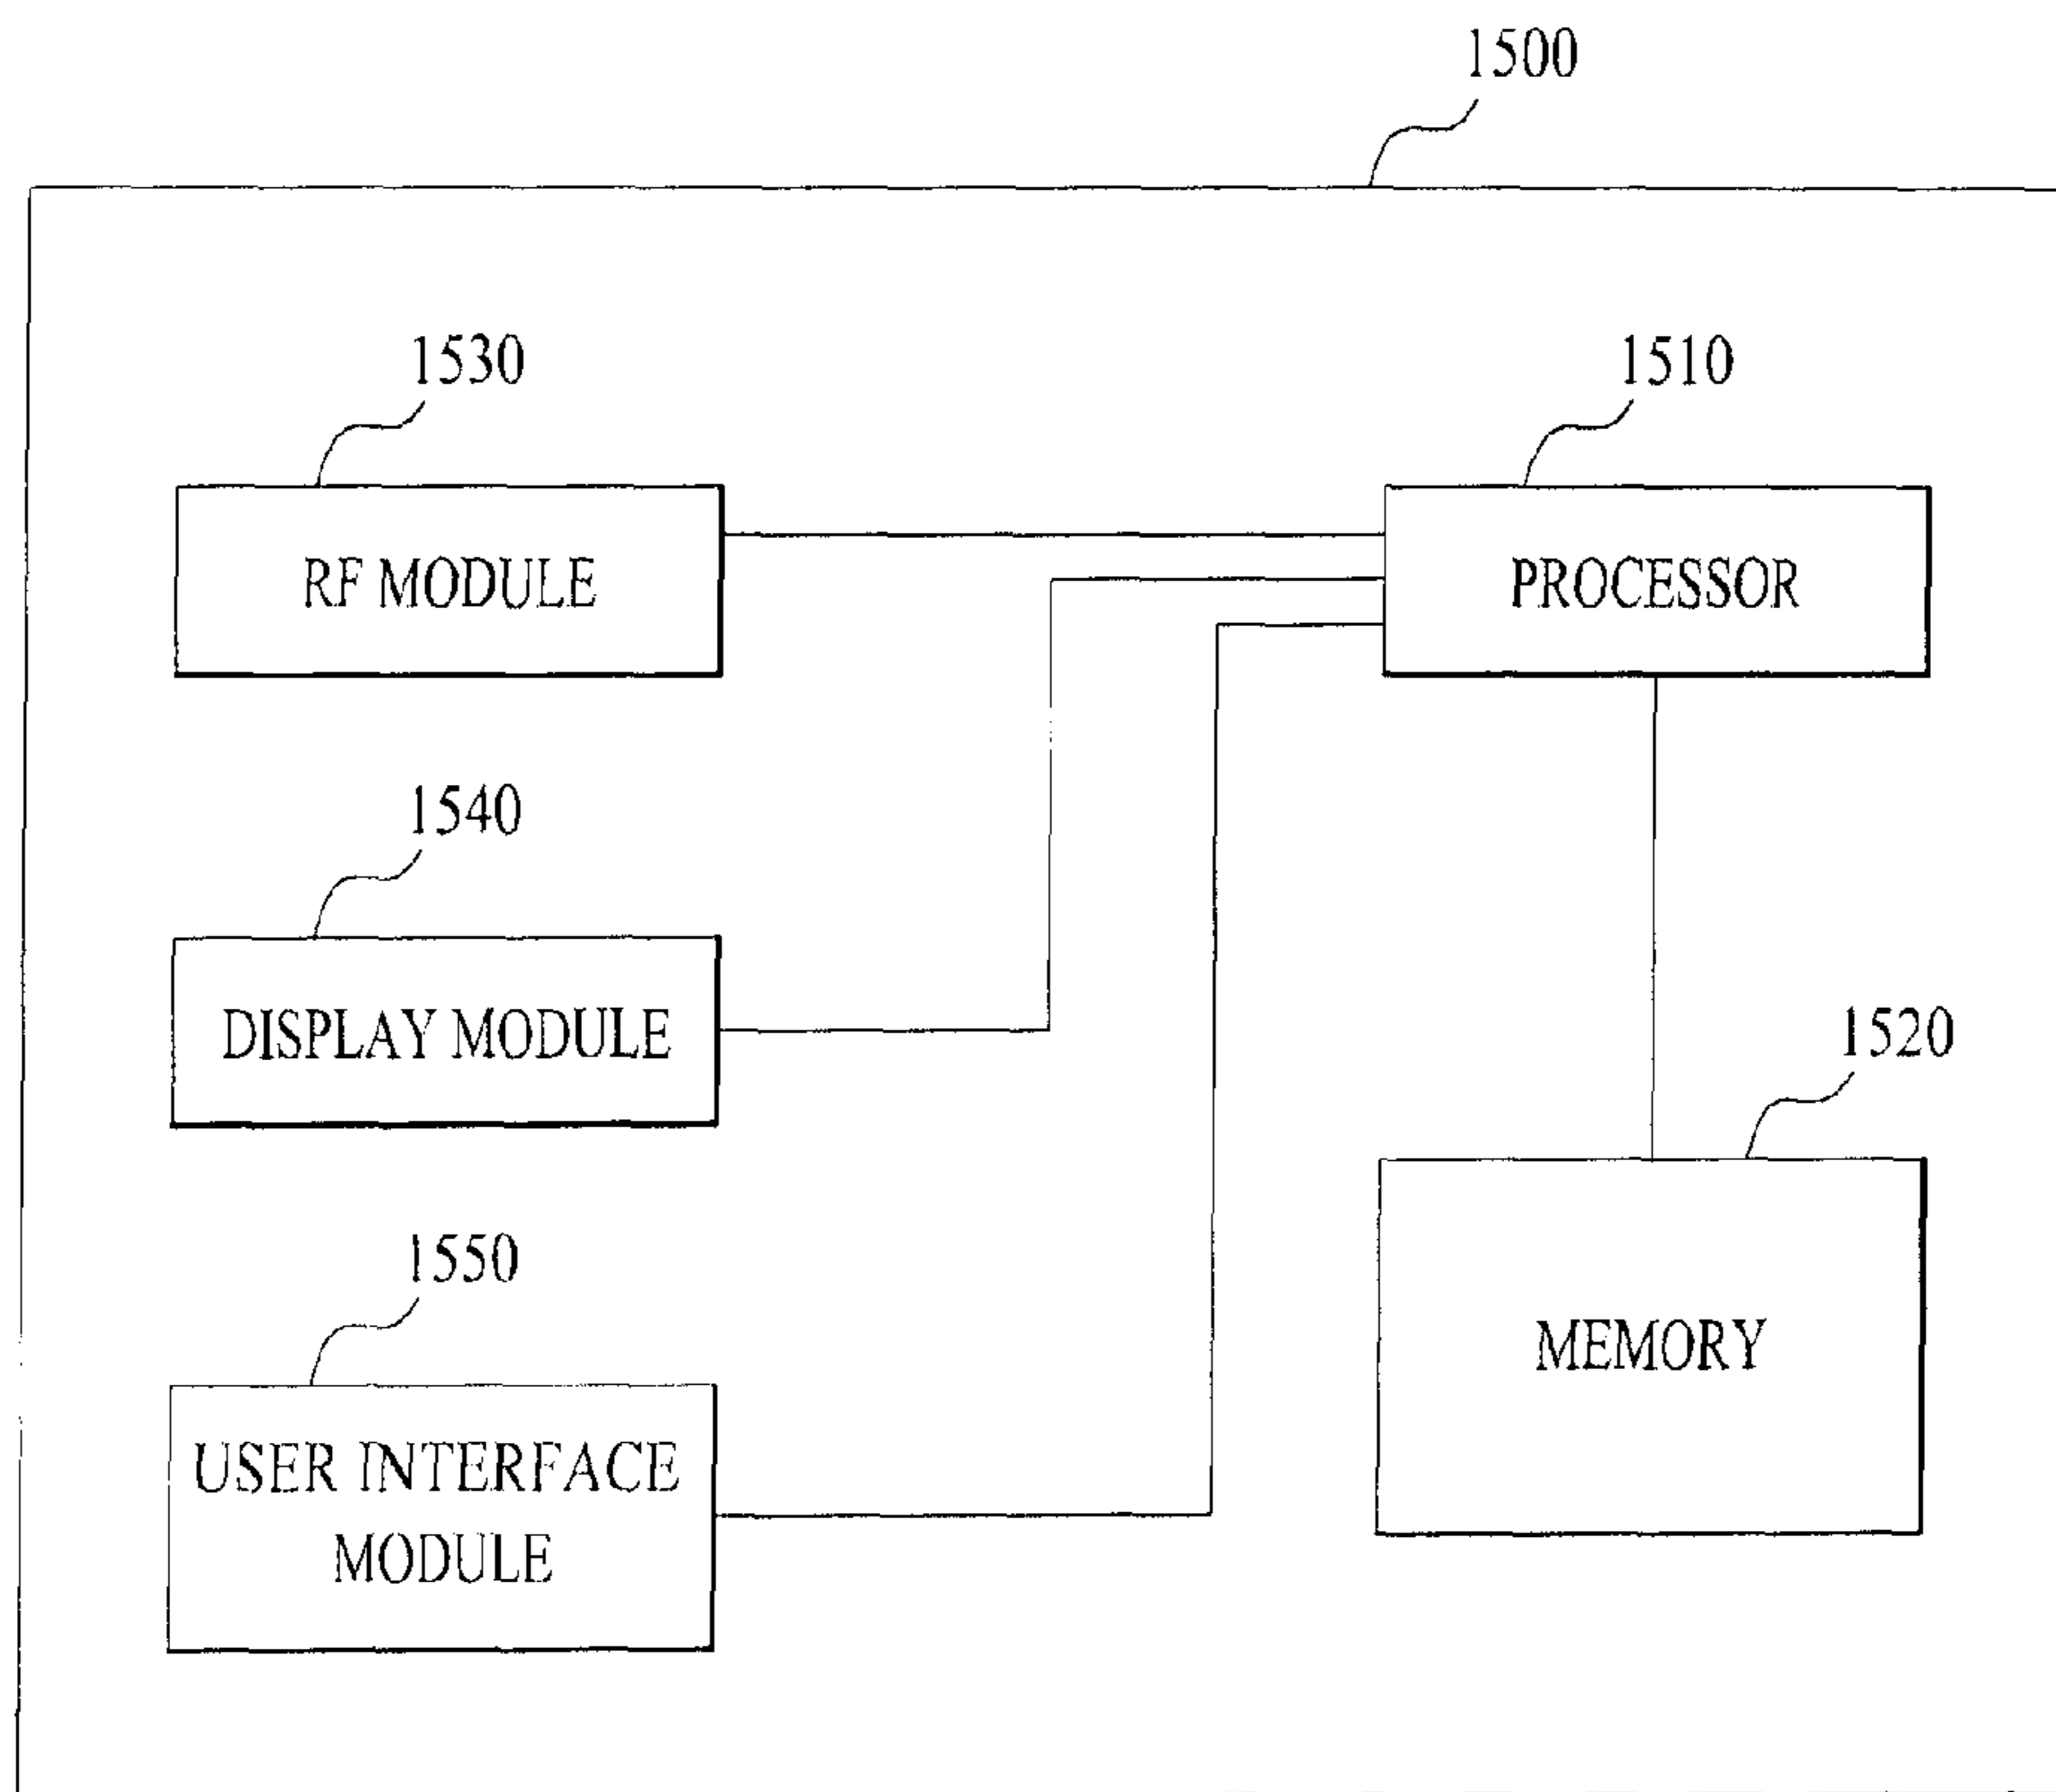 1500
1530
1510
RF MODULE
PROCESSOR
1540
DISPLAY MODULE
1520
1550
MEMORY
USER INTERFACE
MODULE